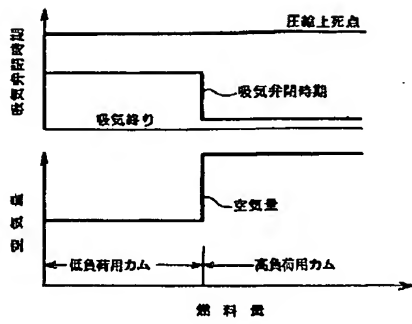 圧縮上死点
吸気弁閉時期
吸気弁閉時期
吸気終り
空気量
空気量
低負荷用カム
高負荷用カム
燃料量